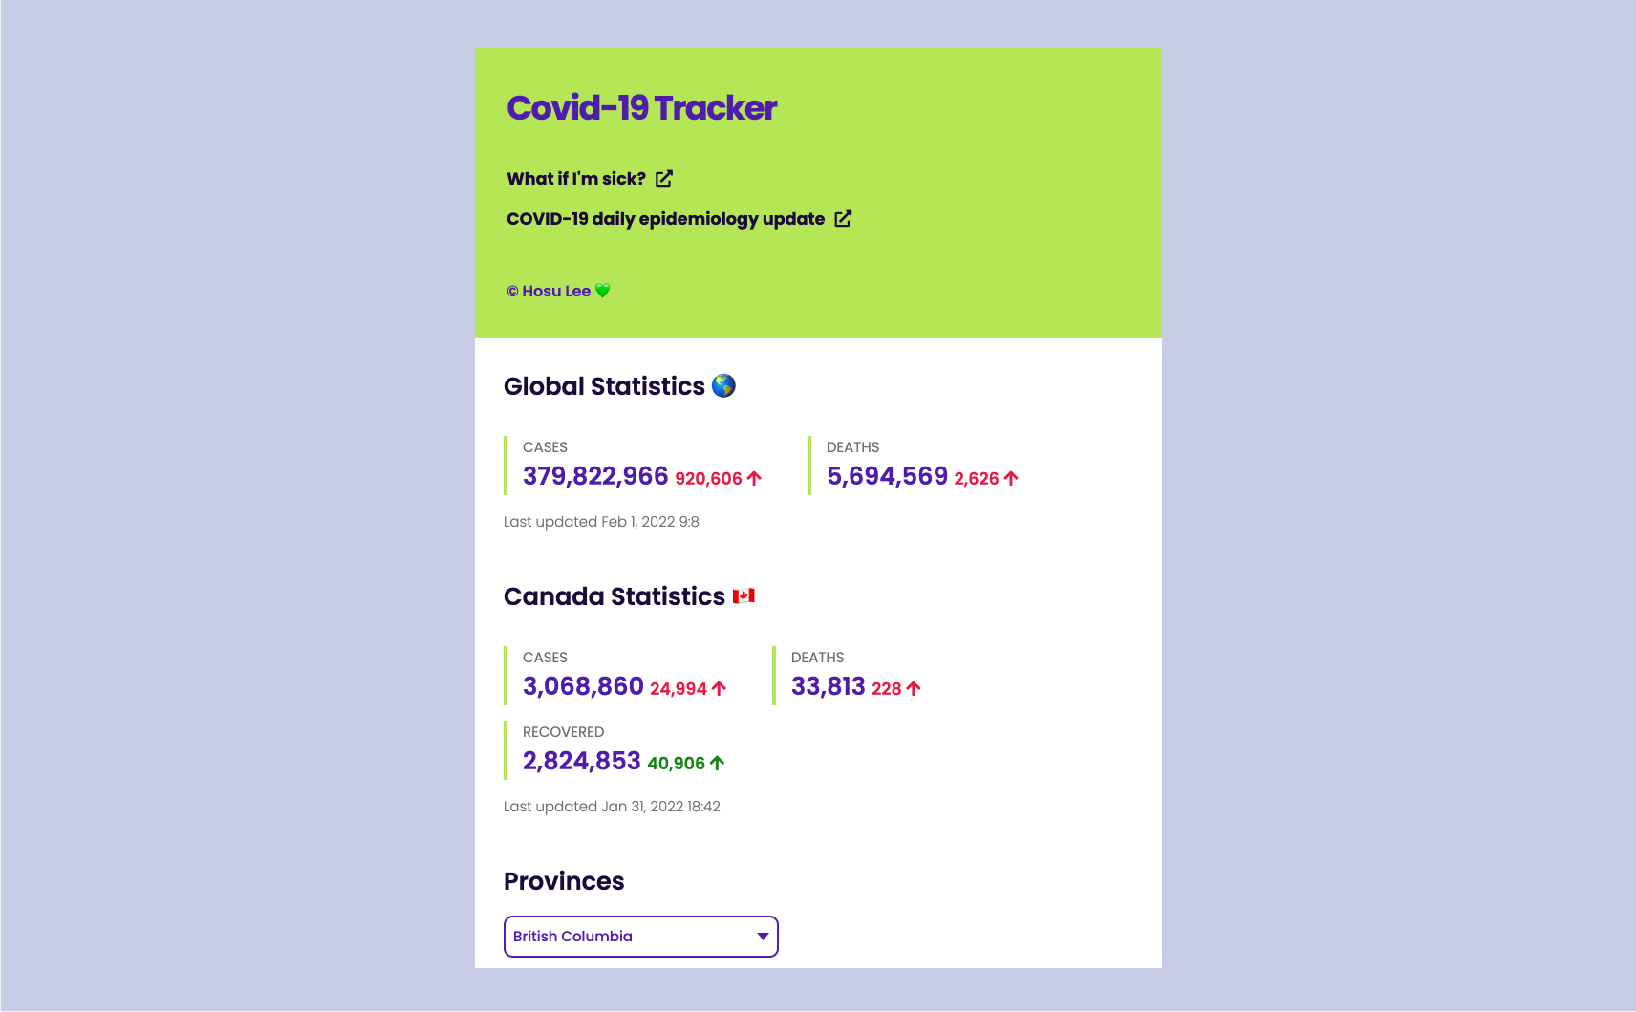 Covid-19 Tracker
What if I'm sick?
COVID-19 daily epidemiology update
© Hosu Lee 💚
Global Statistics 🌎
CASES DEATHS
379,822,966 920,606 ↑ 5,694,569 2,626 ↑
Last updated Feb 1, 2022 9:8
Canada Statistics 🇨🇦
CASES DEATHS
3,068,860 24,994 ↑ 33,813 228 ↑
RECOVERED
2,824,853 40,906 ↑
Last updated Jan 31, 2022 18:42
Provinces
British Columbia